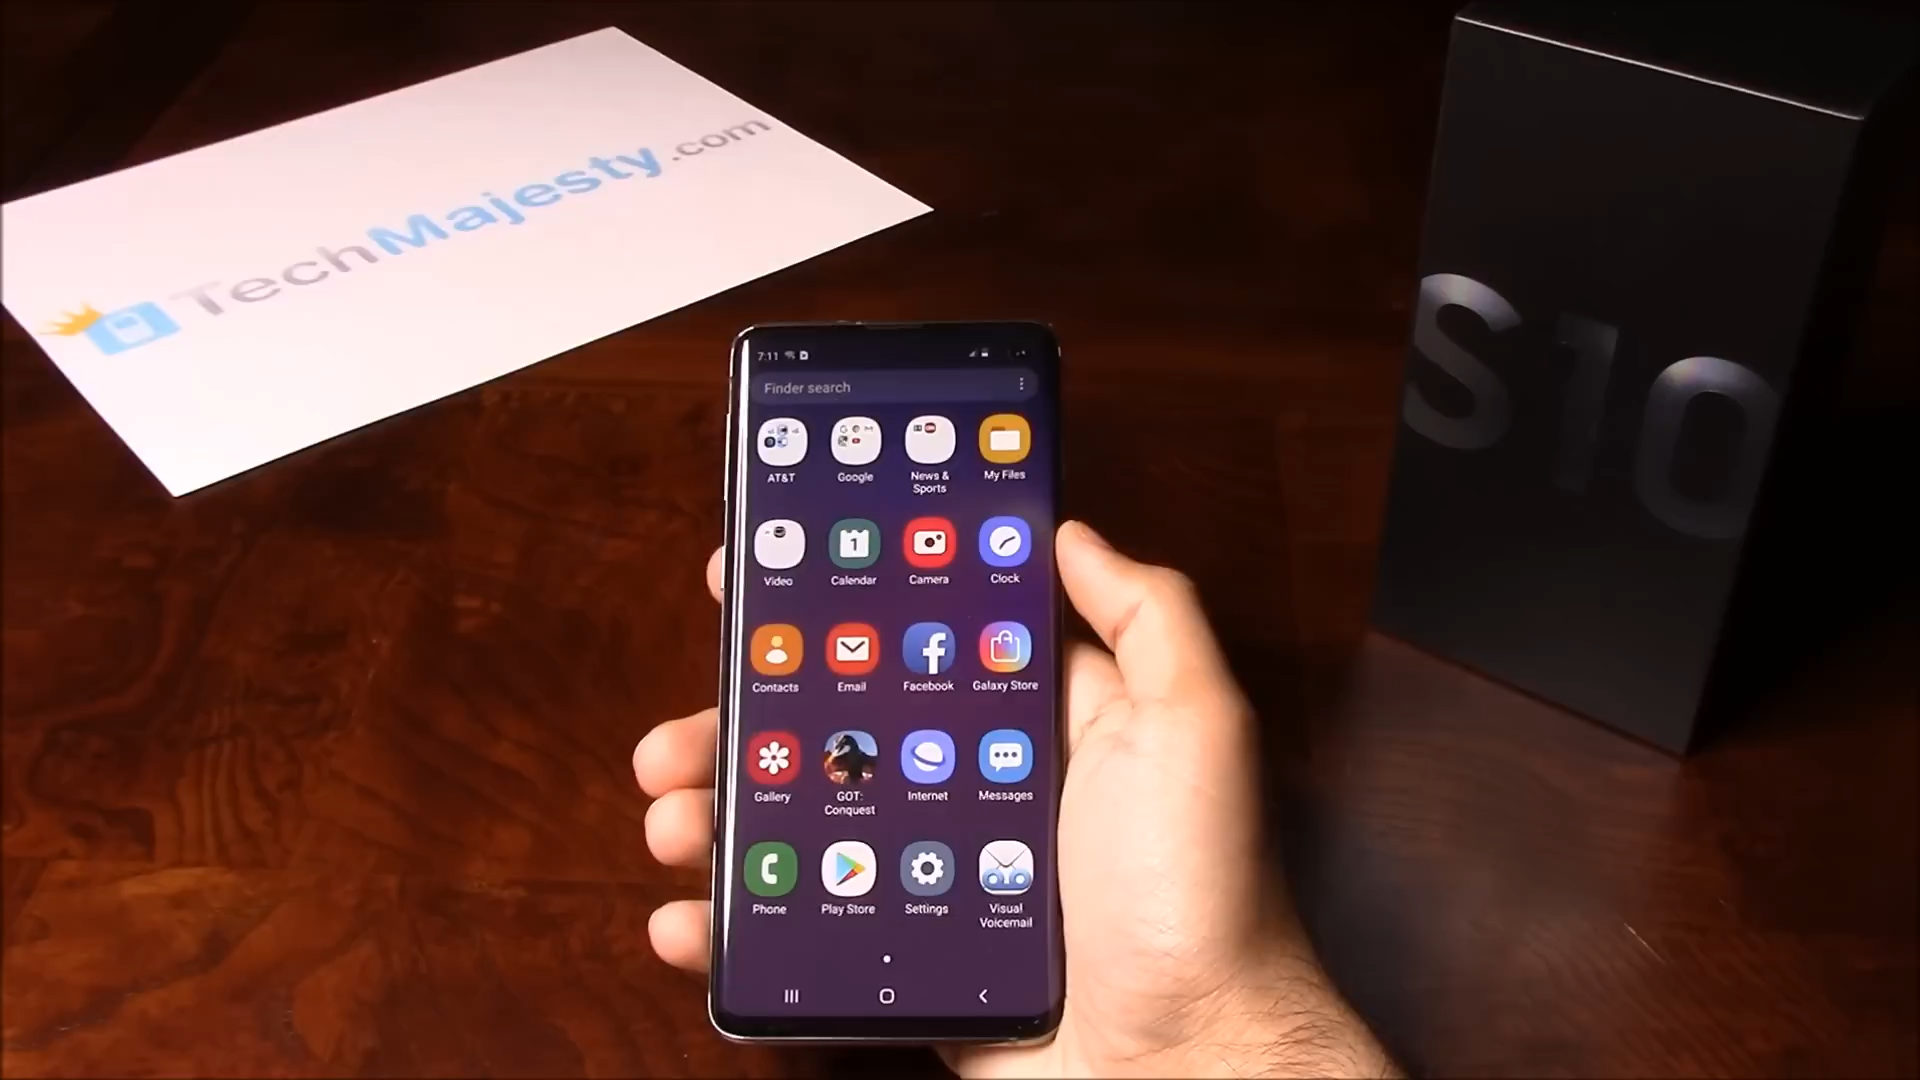 TechMajesty.com
S10
7:11
Finder search
AT&T
Google
News &
Sports
My Files
Video
1
Calendar
Camera
Clock
Contacts
Email
Facebook
Galaxy Store
Gallery
GOT:
Conquest
Internet
Messages
Phone
Play Store
Settings
Visual
Voicemail